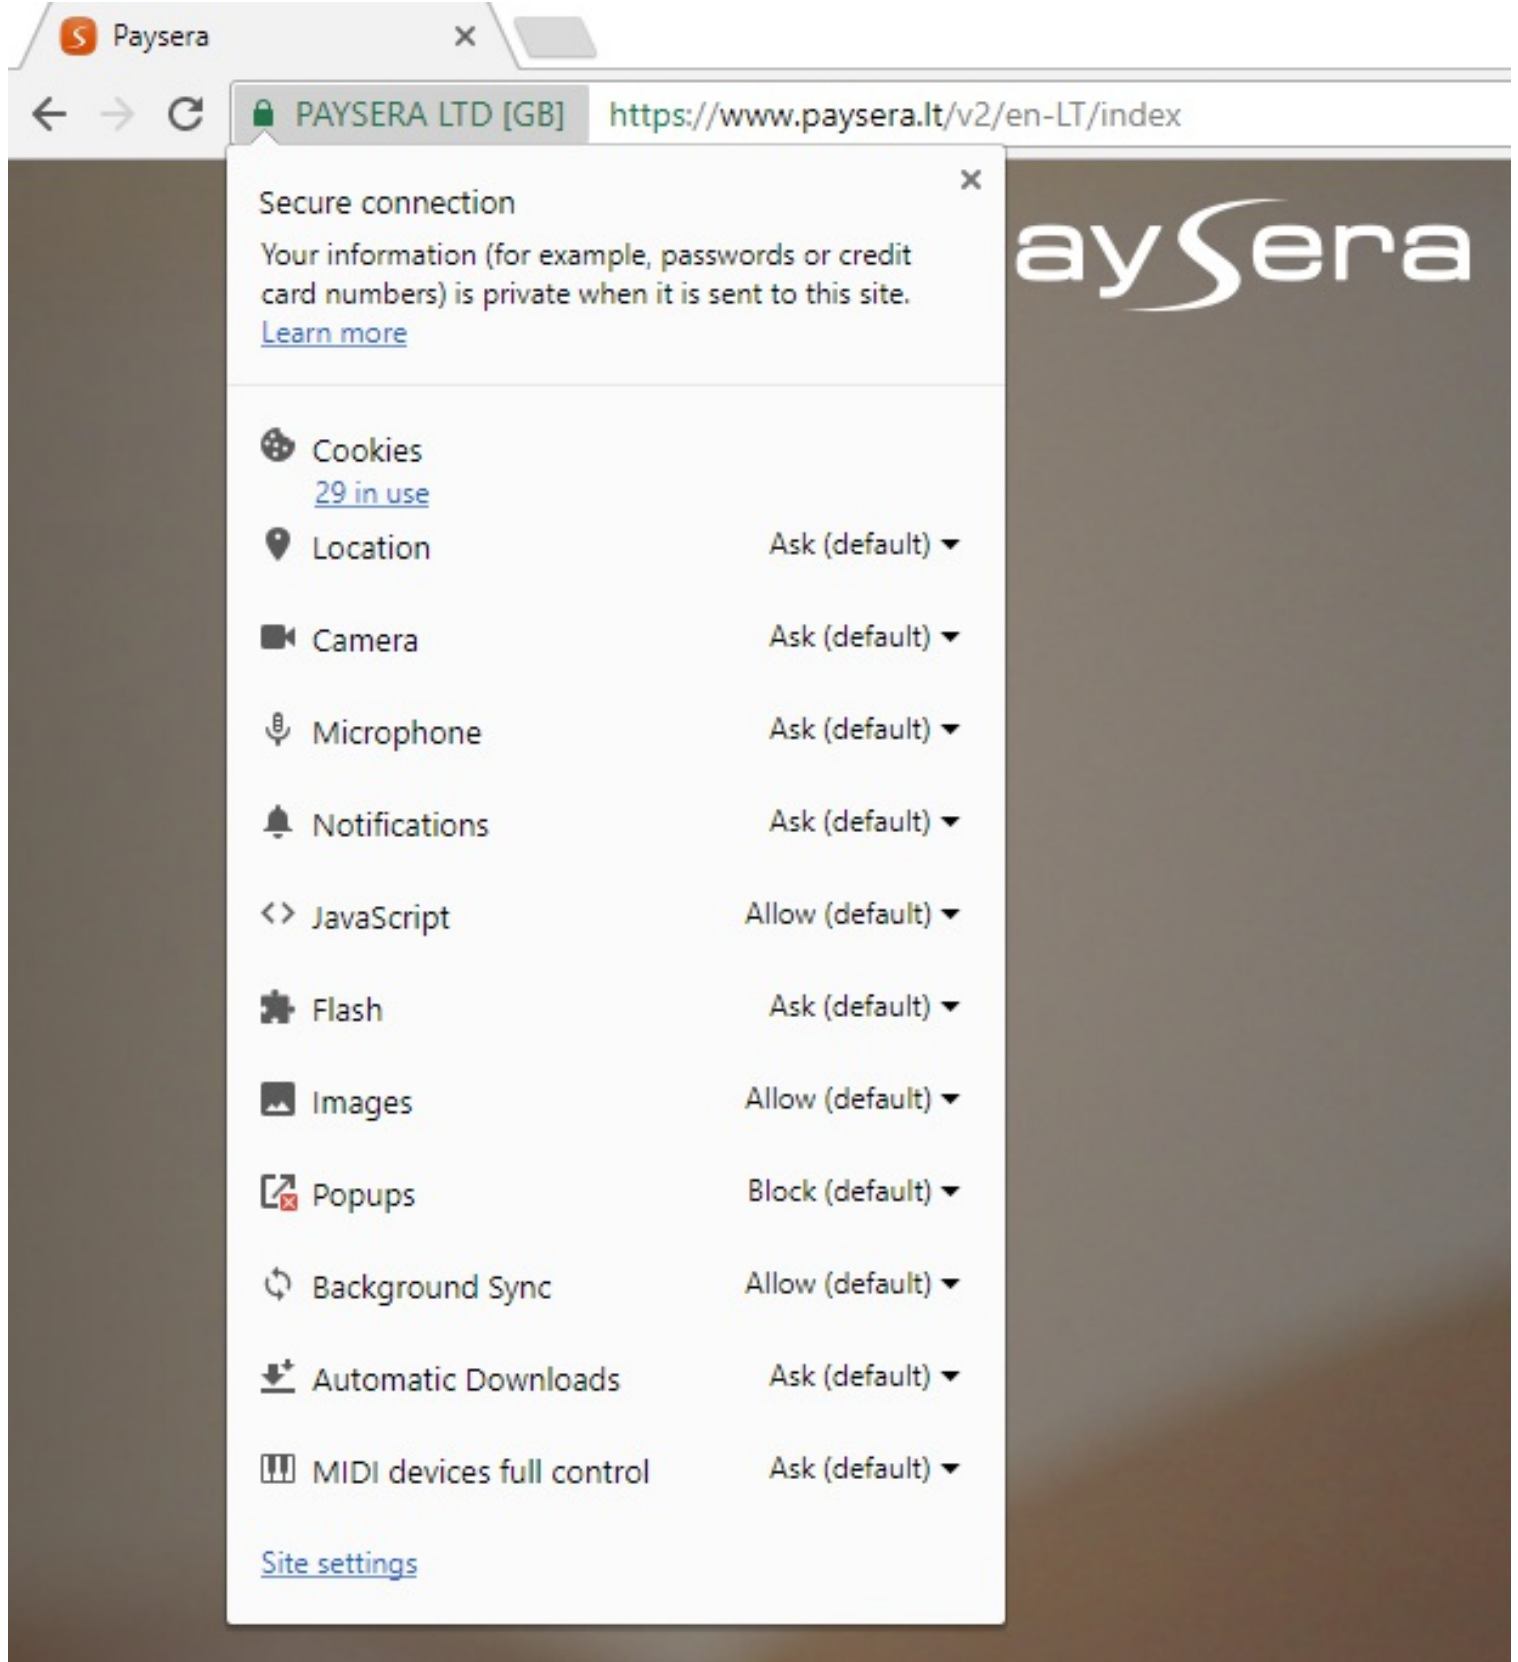 Paysera
PAYSERA LTD [GB] https://www.paysera.lt/v2/en-LT/index
Secure connection
Your information (for example, passwords or credit
card numbers) is private when it is sent to this site.
Learn more
aysera
Cookies
29 in use
Location Ask (default)
Camera Ask (default)
Microphone Ask (default)
Notifications Ask (default)
JavaScript Allow (default)
Flash Ask (default)
Images Allow (default)
Popups Block (default)
Background Sync Allow (default)
Automatic Downloads Ask (default)
MIDI devices full control Ask (default)
Site settings